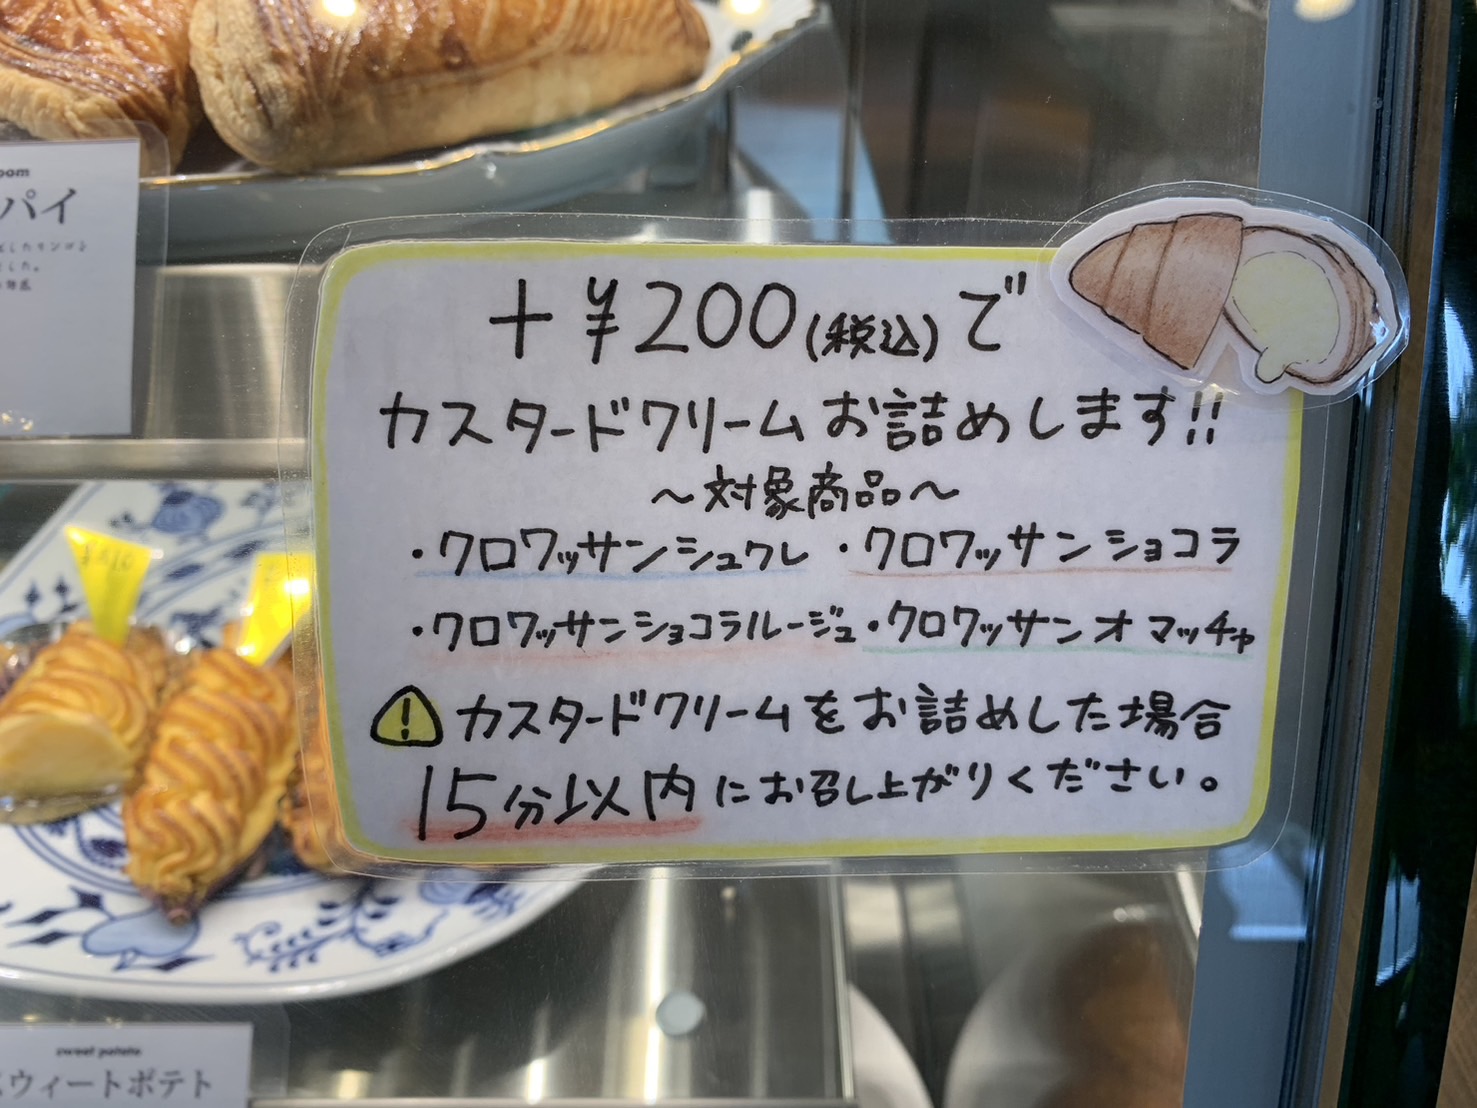 パイ
+¥200(税込)で
カスタードクリームお詰めします!!
～対象商品～
・クロワッサンシュクレ ・クロワッサンショコラ
・クロワッサンショコラルージュ・クロワッサンオマッチャ
カスタードクリームをお詰めした場合
15分以内にお召し上がりください。
sweet potato
スウィートポテト